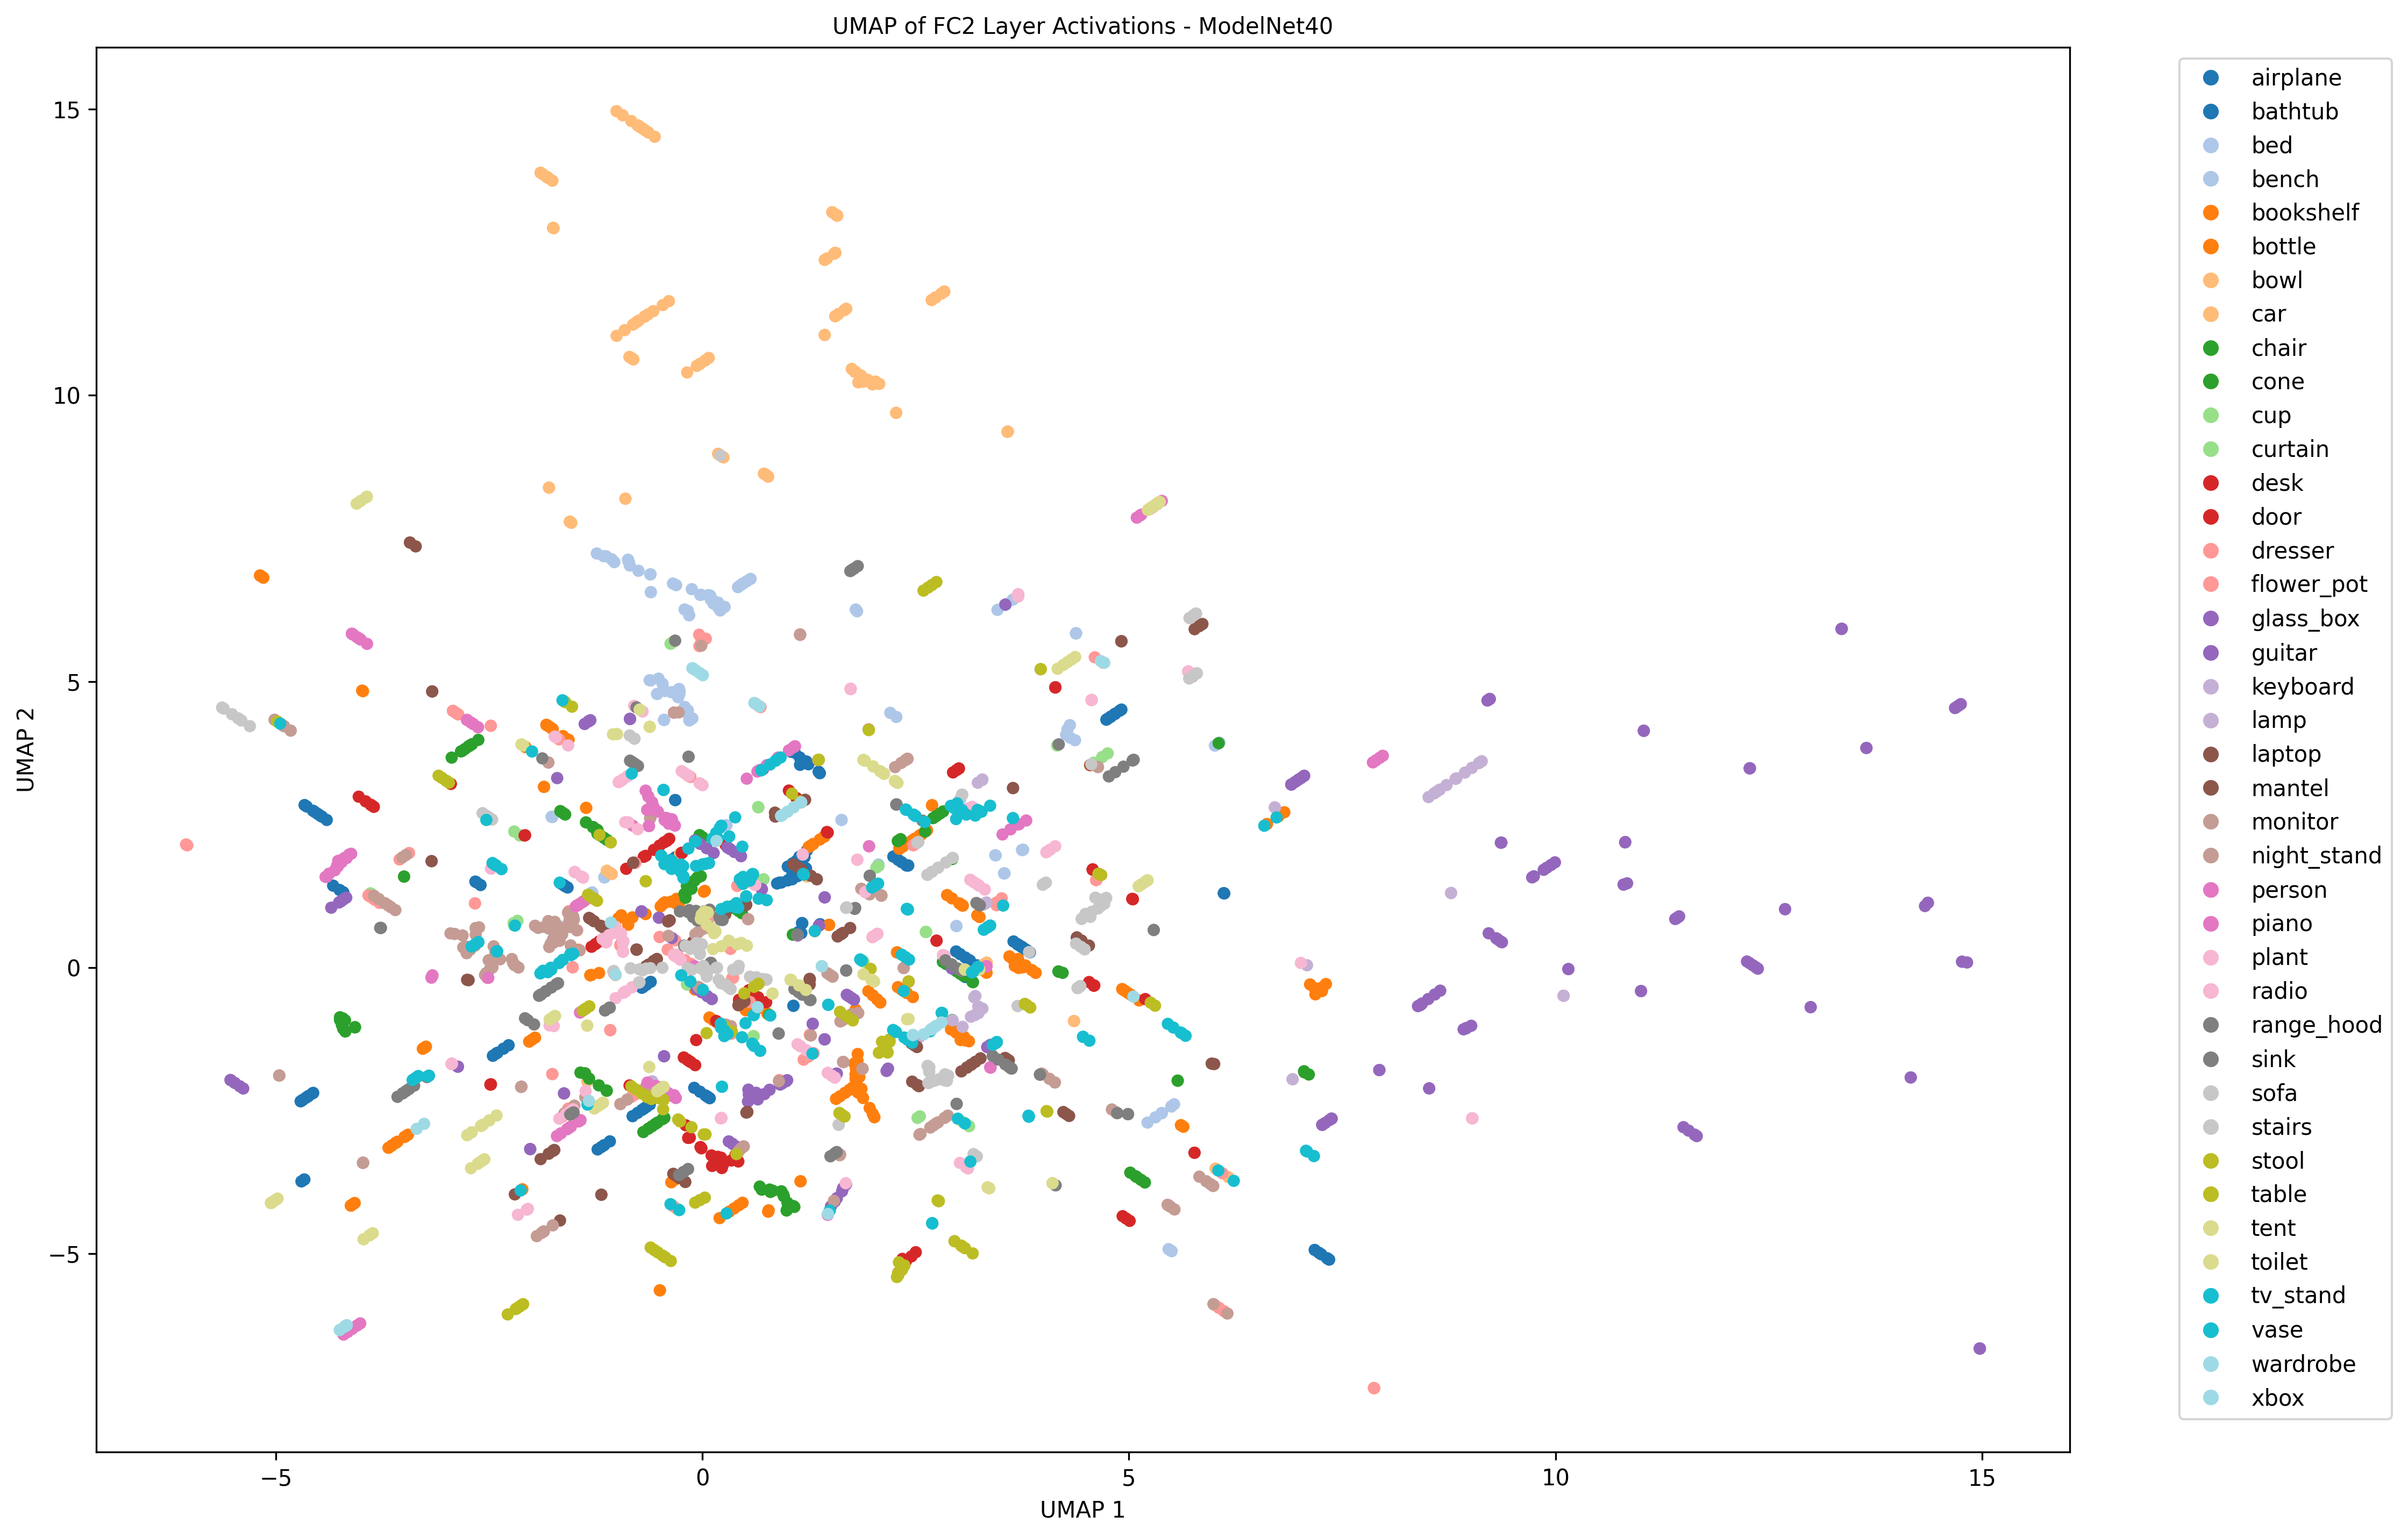 UMAP of FC2 Layer Activations - ModelNet40
15
10
5
0
−5
UMAP 2
−5
0
5
10
15
UMAP 1
airplane
bathtub
bed
bench
bookshelf
bottle
bowl
car
chair
cone
cup
curtain
desk
door
dresser
flower_pot
glass_box
guitar
keyboard
lamp
laptop
mantel
monitor
night_stand
person
piano
plant
radio
range_hood
sink
sofa
stairs
stool
table
tent
toilet
tv_stand
vase
wardrobe
xbox